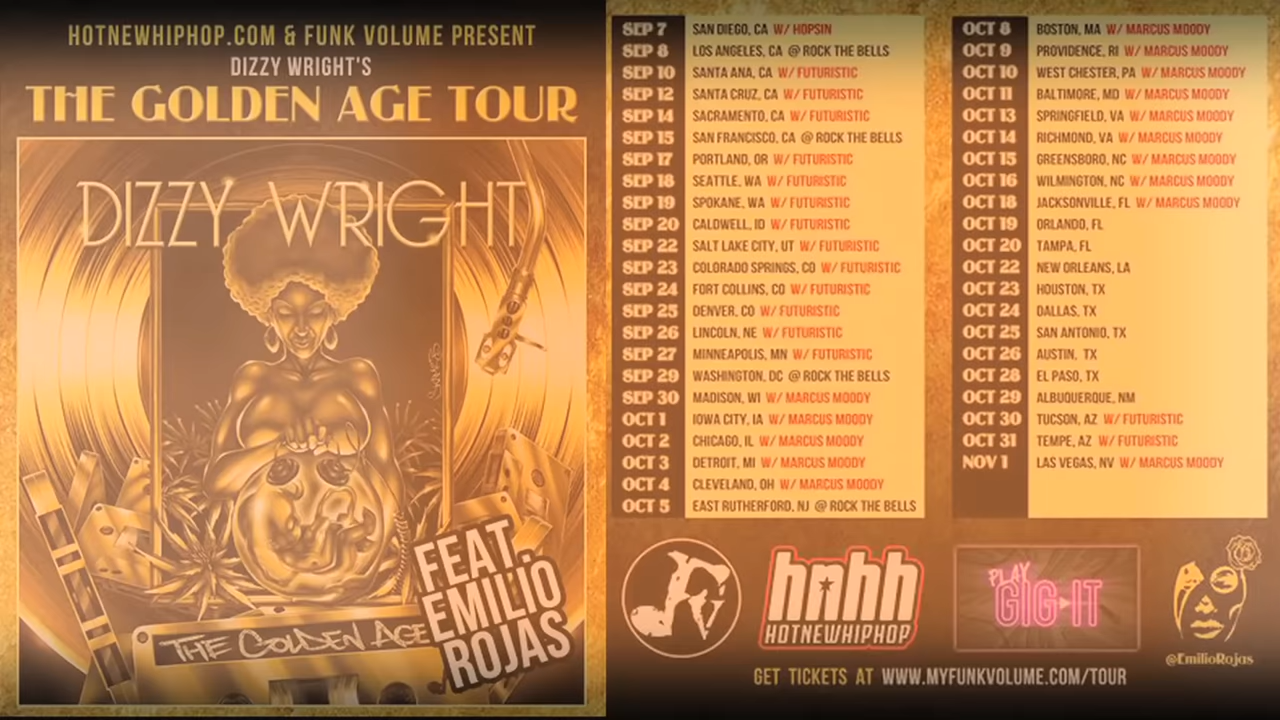 HOTNEWHIPHOP.COM & FUNK VOLUME PRESENT
DIZZY WRIGHT'S
THE GOLDEN AGE TOUR
DIZZY WRIGHT
THE GOLDEN AGE
FEAT.
EMILIO
ROJAS
SEP 7 SAN DIEGO, CA W/ HOPSIN
SEP 8 LOS ANGELES, CA @ ROCK THE BELLS
SEP 10 SANTA ANA, CA W/ FUTURISTIC
SEP 12 SANTA CRUZ, CA W/ FUTURISTIC
SEP 14 SACRAMENTO, CA W/ FUTURISTIC
SEP 15 SAN FRANCISCO, CA @ ROCK THE BELLS
SEP 17 PORTLAND, OR W/ FUTURISTIC
SEP 18 SEATTLE, WA W/ FUTURISTIC
SEP 19 SPOKANE, WA W/ FUTURISTIC
SEP 20 CALDWELL, ID W/ FUTURISTIC
SEP 22 SALT LAKE CITY, UT W/ FUTURISTIC
SEP 23 COLORADO SPRINGS, CO W/ FUTURISTIC
SEP 24 FORT COLLINS, CO W/ FUTURISTIC
SEP 25 DENVER, CO W/ FUTURISTIC
SEP 26 LINCOLN, NE W/ FUTURISTIC
SEP 27 MINNEAPOLIS, MN W/ FUTURISTIC
SEP 29 WASHINGTON, DC @ ROCK THE BELLS
SEP 30 MADISON, WI W/ MARCUS MOODY
OCT 1 IOWA CITY, IA W/ MARCUS MOODY
OCT 2 CHICAGO, IL W/ MARCUS MOODY
OCT 3 DETROIT, MI W/ MARCUS MOODY
OCT 4 CLEVELAND, OH W/ MARCUS MOODY
OCT 5 EAST RUTHERFORD, NJ @ ROCK THE BELLS
OCT 8 BOSTON, MA W/ MARCUS MOODY
OCT 9 PROVIDENCE, RI W/ MARCUS MOODY
OCT 10 WEST CHESTER, PA W/ MARCUS MOODY
OCT 11 BALTIMORE, MD W/ MARCUS MOODY
OCT 13 SPRINGFIELD, VA W/ MARCUS MOODY
OCT 14 RICHMOND, VA W/ MARCUS MOODY
OCT 15 GREENSBORO, NC W/ MARCUS MOODY
OCT 16 WILMINGTON, NC W/ MARCUS MOODY
OCT 18 JACKSONVILLE, FL W/ MARCUS MOODY
OCT 19 ORLANDO, FL
OCT 20 TAMPA, FL
OCT 22 NEW ORLEANS, LA
OCT 23 HOUSTON, TX
OCT 24 DALLAS, TX
OCT 25 SAN ANTONIO, TX
OCT 26 AUSTIN, TX
OCT 28 EL PASO, TX
OCT 29 ALBUQUERQUE, NM
OCT 30 TUCSON, AZ W/ FUTURISTIC
OCT 31 TEMPE, AZ W/ FUTURISTIC
NOV 1 LAS VEGAS, NV W/ MARCUS MOODY
FV
hnhh
HOTNEWHIPHOP
PLAY
GIG-IT
@EmilioRojas
GET TICKETS AT WWW.MYFUNKVOLUME.COM/TOUR